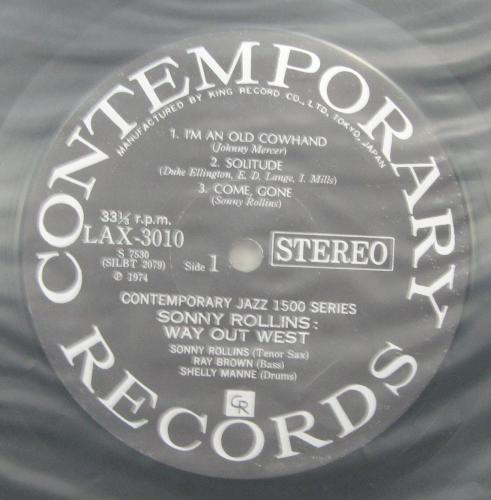 CONTEMPORARY
MANUFACTURED BY KING RECORD CO., LTD. TOKYO, JAPAN
1. I'M AN OLD COWHAND
(Johnny Mercer)
2. SOLITUDE
(Duke Ellington, E. D. Lange, I. Mills)
3. COME, GONE
(Sonny Rollins)
33⅓ r.p.m.
LAX-3010
S 7530
(SILBT 2079)
Ⓟ 1974
Side 1
STEREO
CONTEMPORARY JAZZ 1500 SERIES
SONNY ROLLINS:
WAY OUT WEST
SONNY ROLLINS (Tenor Sax)
RAY BROWN (Bass)
SHELLY MANNE (Drums)
CR
RECORDS